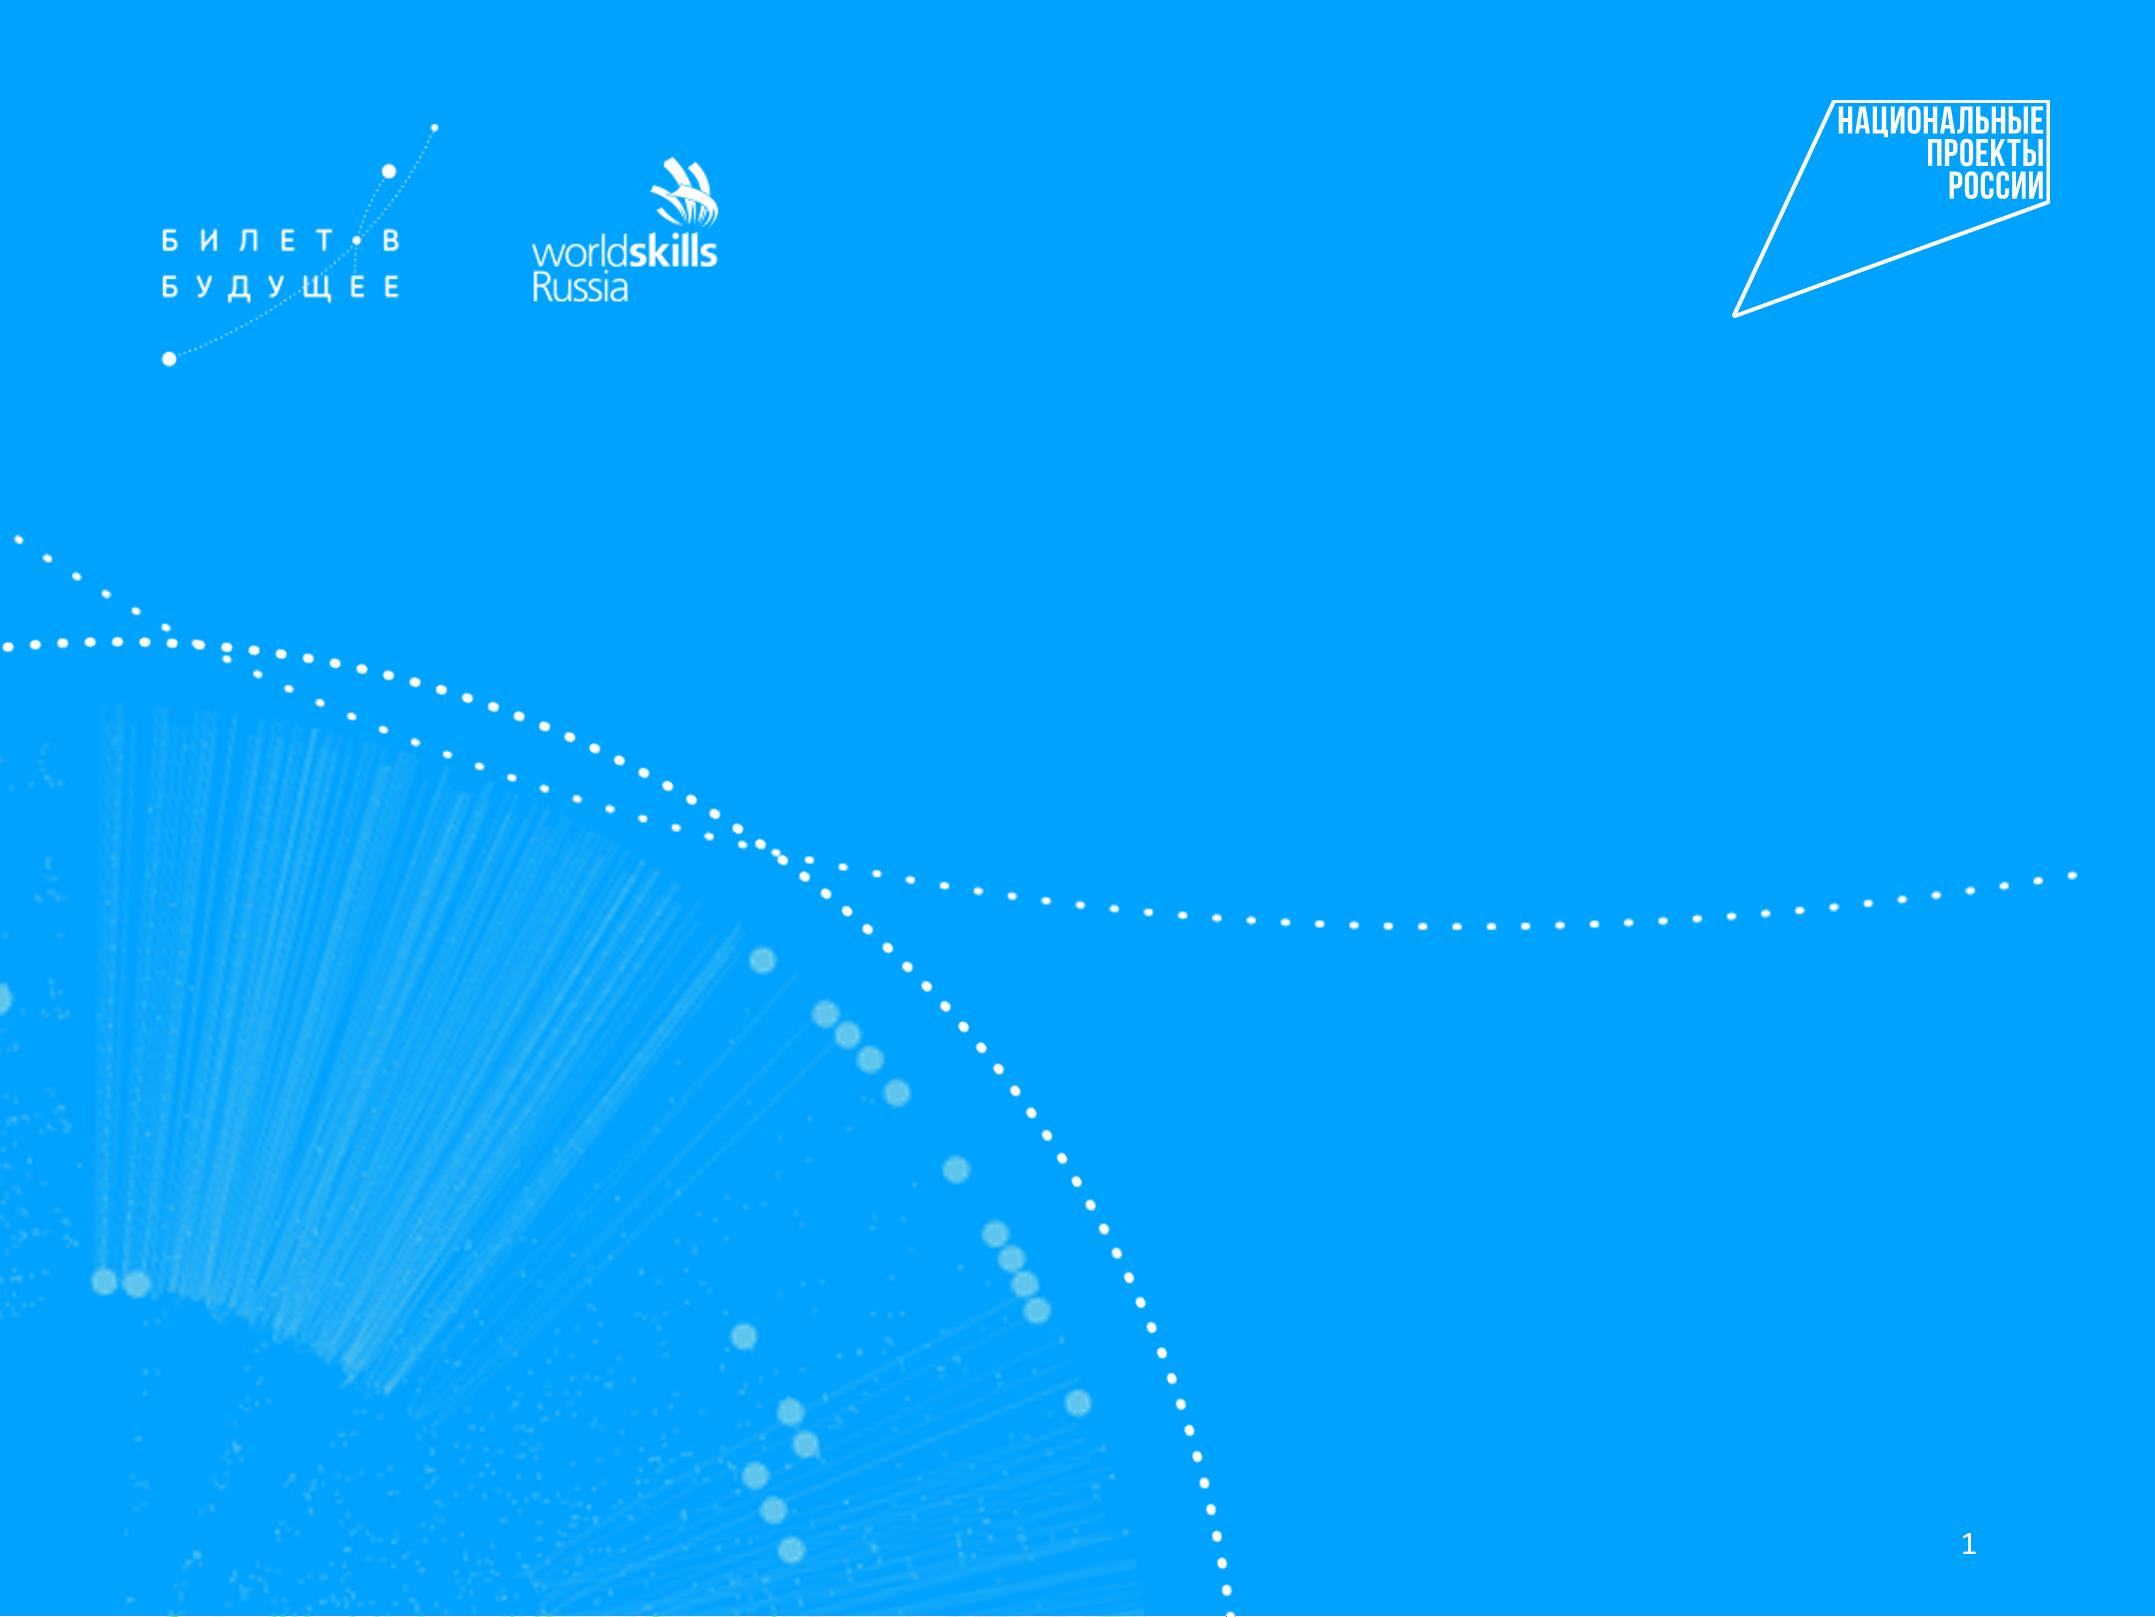 БИЛЕТ В
БУДУЩЕЕ
worldskills
Russia
НАЦИОНАЛЬНЫЕ
ПРОЕКТЫ
РОССИИ
1